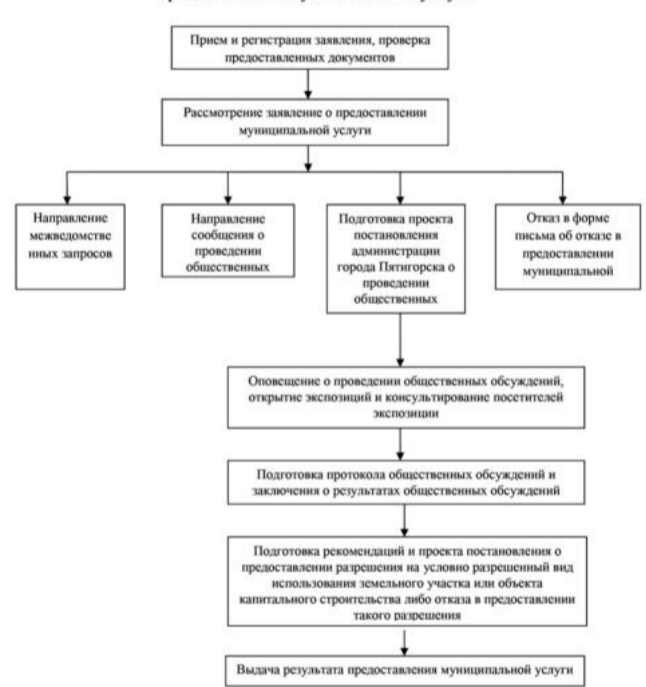 Прием и регистрация заявления, проверка
предоставленных документов
Рассмотрение заявление о предоставлении
муниципальной услуги
Направление
межведомстве
нных запросов
Направление
сообщения о
проведении
общественных
Подготовка проекта
постановления
администрации
города Пятигорска о
проведении
общественных
Отказ в форме
письма об отказе в
предоставлении
муниципальной
Оповещение о проведении общественных обсуждений,
открытие экспозиций и консультирование посетителей
экспозиции
Подготовка протокола общественных обсуждений и
заключения о результатах общественных обсуждений
Подготовка рекомендаций и проекта постановления о
предоставлении разрешения на условно разрешенный вид
использования земельного участка или объекта
капитального строительства либо отказа в предоставлении
такого разрешения
Выдача результата предоставления муниципальной услуги